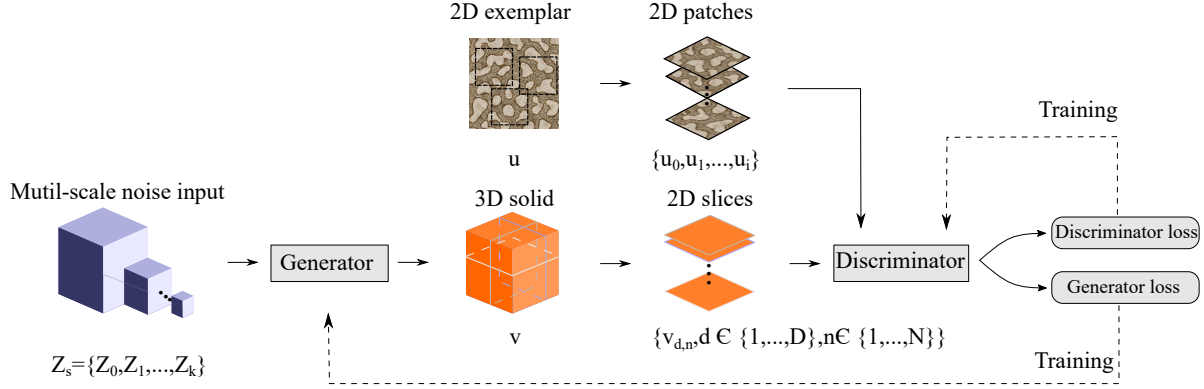 2D exemplar
2D patches
Training
u
{u0,u1,...,ui}
Mutil-scale noise input
3D solid
2D slices
Generator
Discriminator
Discriminator loss
Generator loss
v
{vd,n,d Є {1,...,D},nЄ {1,...,N}}
Zs={Z0,Z1,...,Zk}
Training